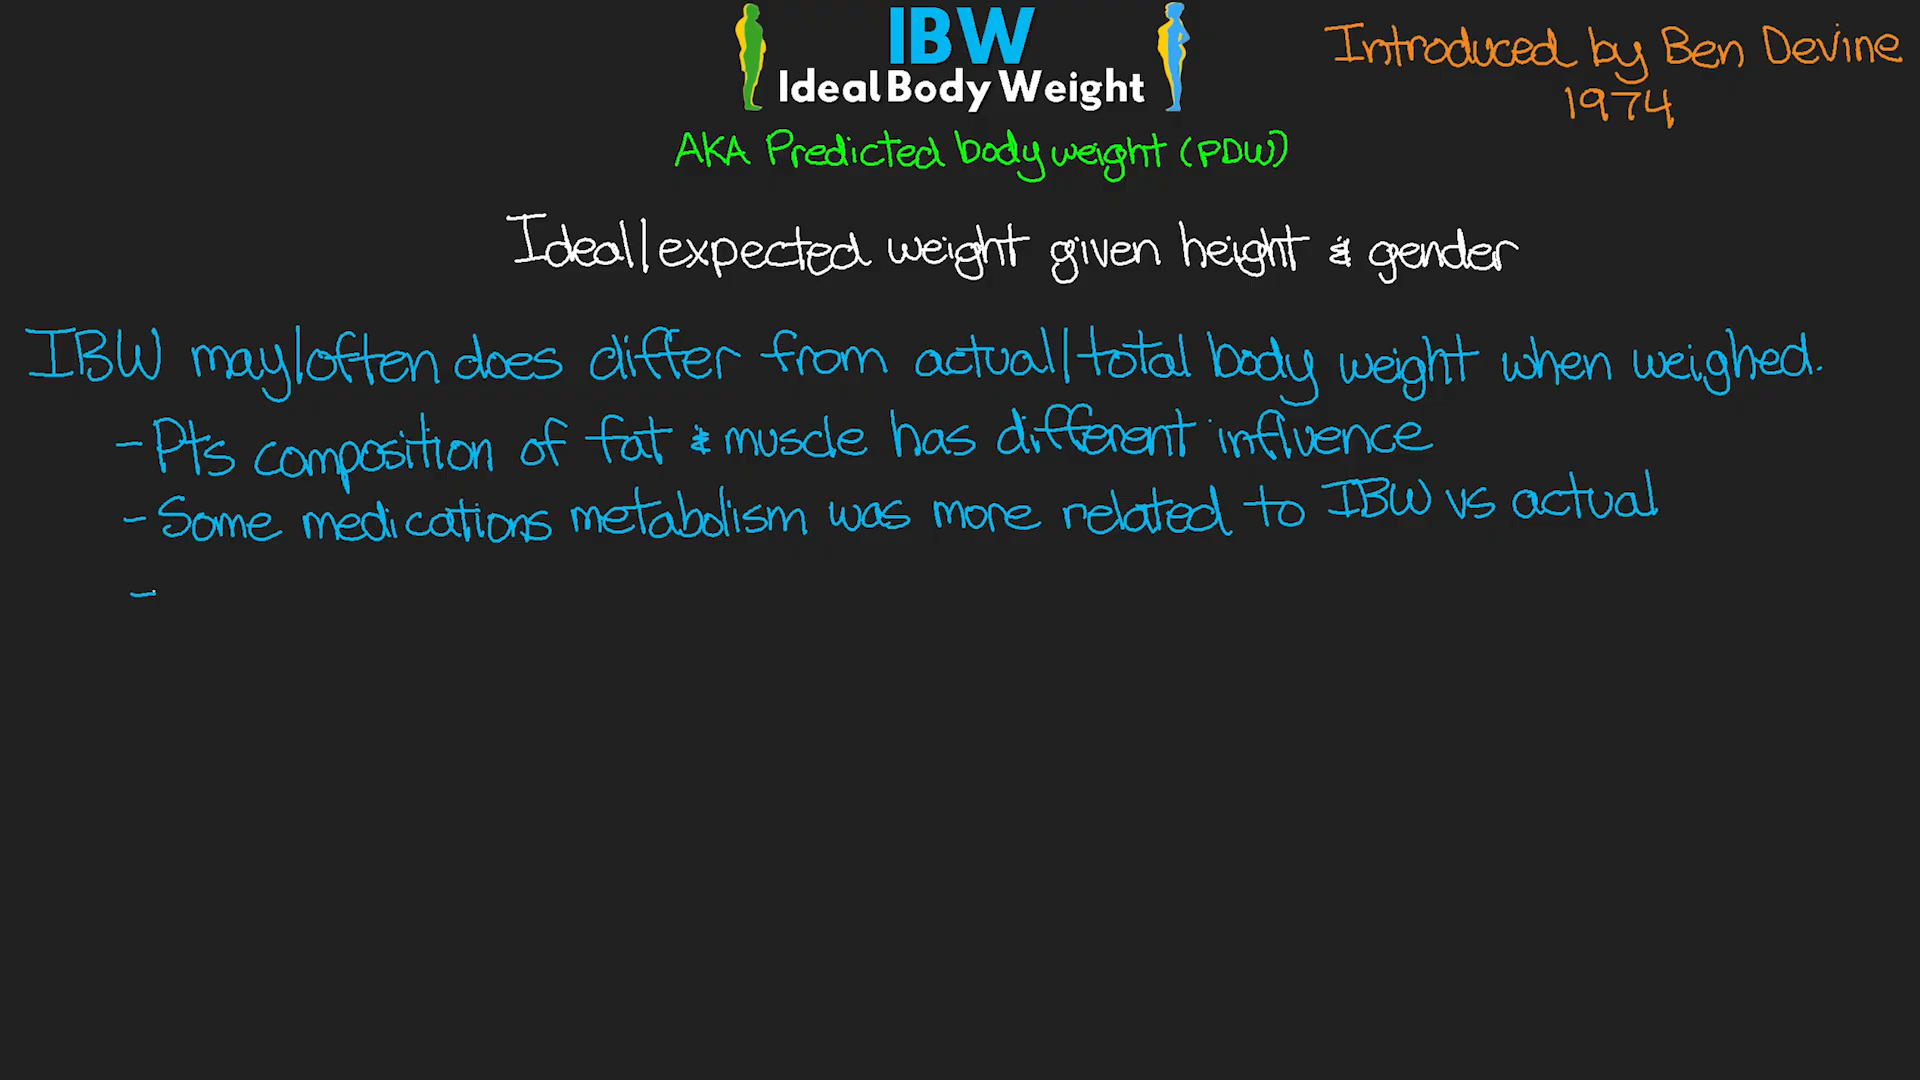 IBW
Ideal Body Weight
Introduced by Ben Devine
1974
AKA Predicted body weight (PDW)
Ideal/expected weight given height & gender
IBW may/often does differ from actual/total body weight when weighed.
- Pts composition of fat & muscle has different influence
- Some medications metabolism was more related to IBW vs actual
-